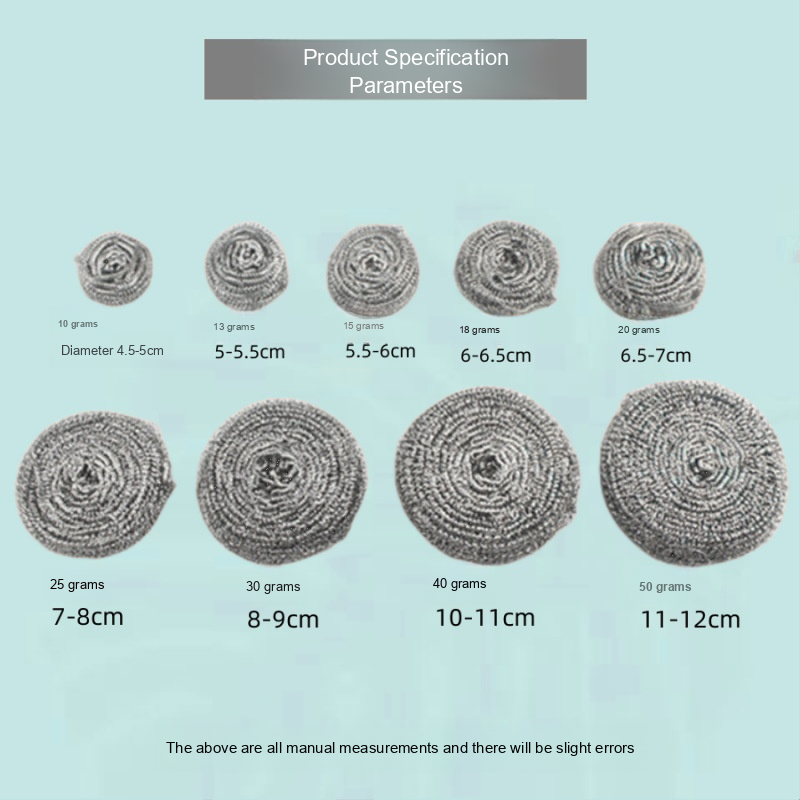 Product Specification
Parameters
10 grams
Diameter 4.5-5cm
13 grams
5-5.5cm
15 grams
5.5-6cm
18 grams
6-6.5cm
20 grams
6.5-7cm
25 grams
7-8cm
30 grams
8-9cm
40 grams
10-11cm
50 grams
11-12cm
The above are all manual measurements and there will be slight errors